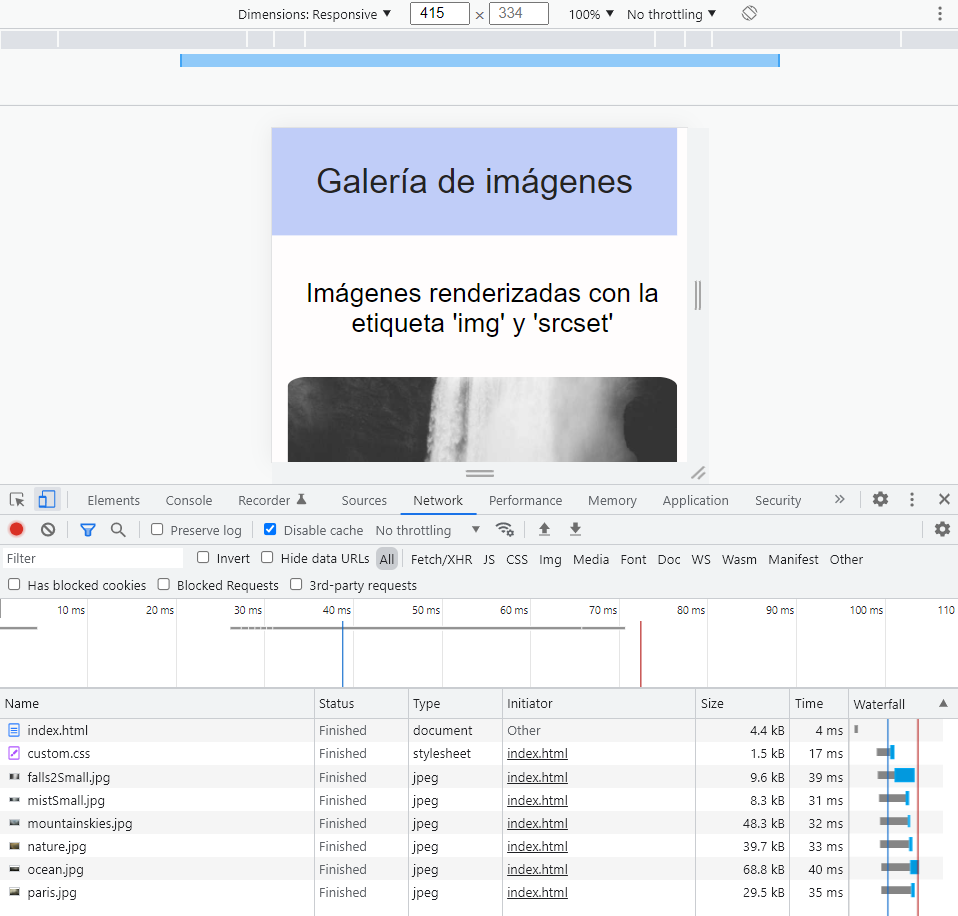 Dimensions: Responsive ▼ 415 × 334 100% ▼ No throttling ▼
Galería de imágenes
Imágenes renderizadas con la
etiqueta 'img' y 'srcset'
Elements Console Recorder Sources Network Performance Memory Application Security »
Preserve log Disable cache No throttling ▼
Filter Invert Hide data URLs All Fetch/XHR JS CSS Img Media Font Doc WS Wasm Manifest Other
Has blocked cookies Blocked Requests 3rd-party requests
10 ms 20 ms 30 ms 40 ms 50 ms 60 ms 70 ms 80 ms 90 ms 100 ms 110
Name Status Type Initiator Size Time Waterfall ▲
index.html Finished document Other 4.4 kB 4 ms
custom.css Finished stylesheet index.html 1.5 kB 17 ms
falls2Small.jpg Finished jpeg index.html 9.6 kB 39 ms
mistSmall.jpg Finished jpeg index.html 8.3 kB 31 ms
mountainskies.jpg Finished jpeg index.html 48.3 kB 32 ms
nature.jpg Finished jpeg index.html 39.7 kB 33 ms
ocean.jpg Finished jpeg index.html 68.8 kB 40 ms
paris.jpg Finished jpeg index.html 29.5 kB 35 ms